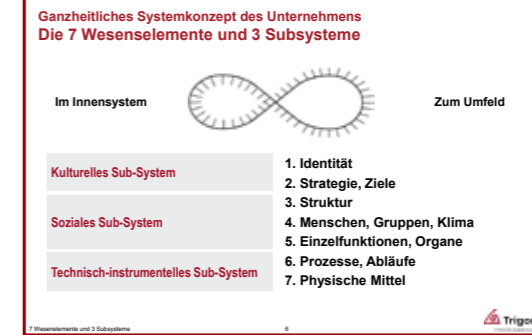 Ganzheitliches Systemkonzept des Unternehmens
Die 7 Wesenselemente und 3 Subsysteme
Im Innensystem
Zum Umfeld
Kulturelles Sub-System
1. Identität
2. Strategie, Ziele
Soziales Sub-System
3. Struktur
4. Menschen, Gruppen, Klima
5. Einzelfunktionen, Organe
Technisch-instrumentelles Sub-System
6. Prozesse, Abläufe
7. Physische Mittel
7 Wesenselemente und 3 Subsysteme
6